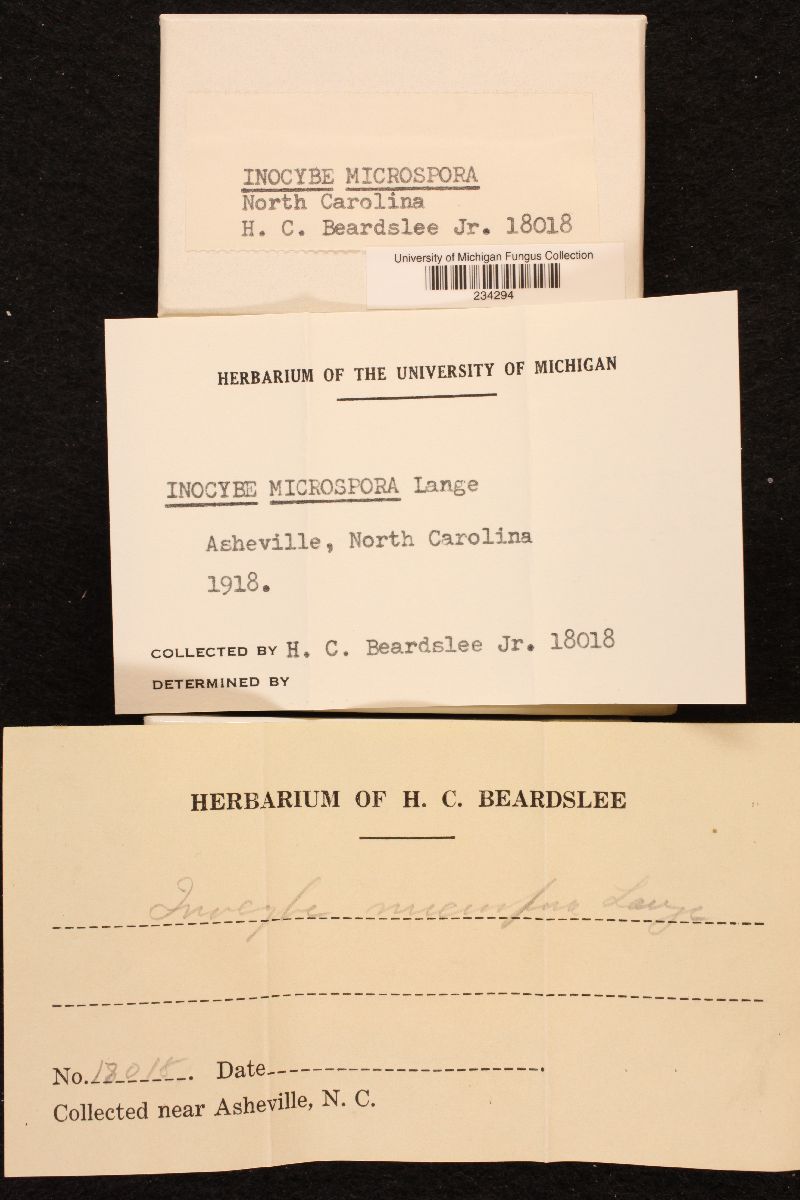 INOCYBE MICROSPORA
North Carolina
H. C. Beardslee Jr. 18018
University of Michigan Fungus Collection
234294
HERBARIUM OF THE UNIVERSITY OF MICHIGAN
INOCYBE MICROSPORA Lange
Asheville, North Carolina
1918.
COLLECTED BY H. C. Beardslee Jr. 18018
DETERMINED BY
HERBARIUM OF H. C. BEARDSLEE
Inocybe microspora Lange
No. 18018. Date
Collected near Asheville, N. C.